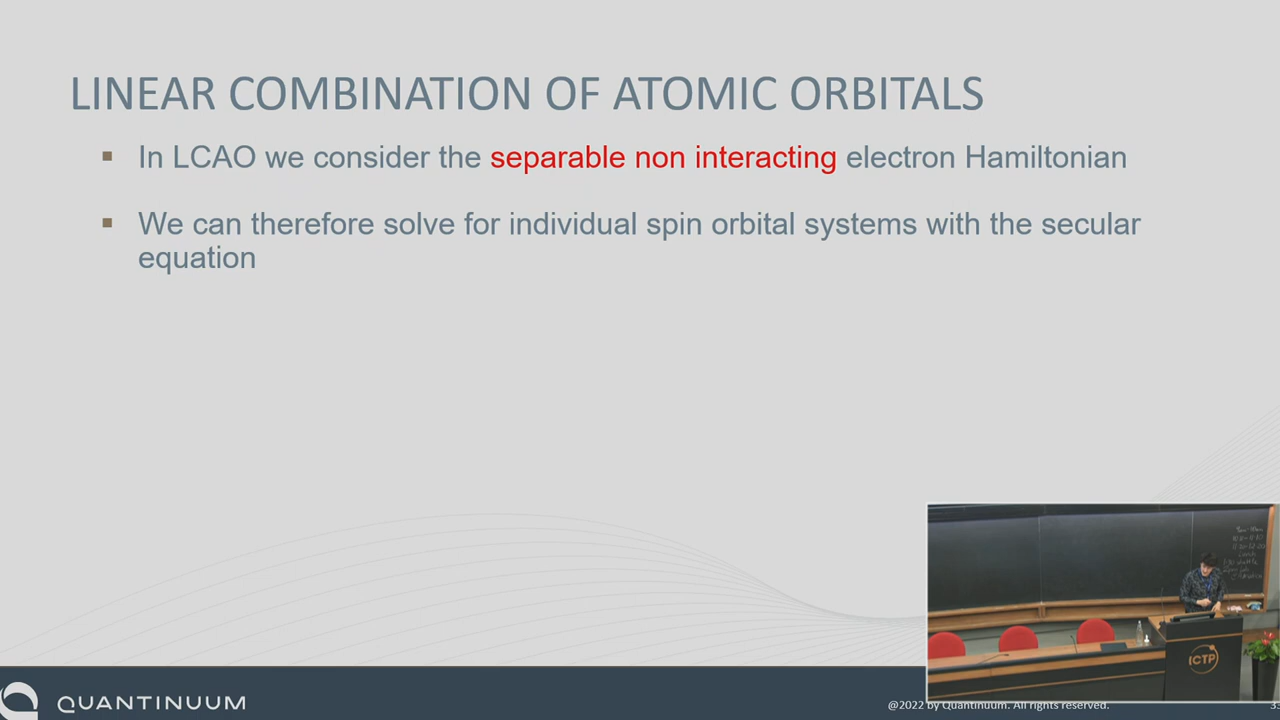 LINEAR COMBINATION OF ATOMIC ORBITALS
In LCAO we consider the separable non interacting electron Hamiltonian
We can therefore solve for individual spin orbital systems with the secular
equation
ICTP
QUANTINUUM
@2022 by Quantinuum. All rights reserved.